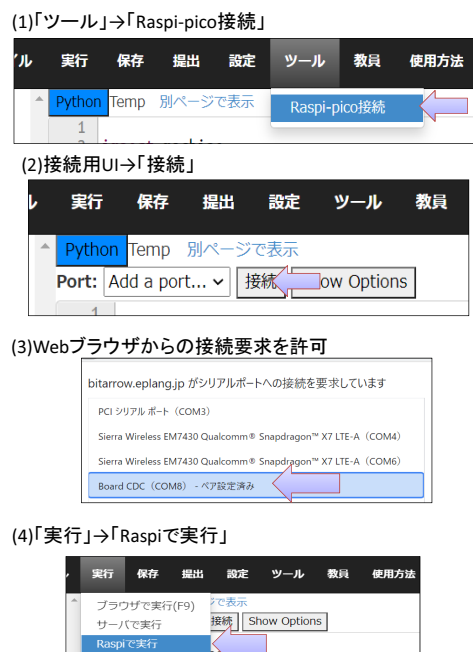 (1)「ツール」→「Raspi-pico接続」
イル 実行 保存 提出 設定 ツール 教員 使用方法
Python Temp 別ページで表示 Raspi-pico接続
1
(2)接続用UI→「接続」
実行 保存 提出 設定 ツール 教員
Python Temp 別ページで表示
Port: Add a port... 接続 ow Options
1
(3)Webブラウザからの接続要求を許可
bitarrow.eplang.jp がシリアルポートへの接続を要求しています
PCI シリアル ポート（COM3）
Sierra Wireless EM7430 Qualcomm® Snapdragon™ X7 LTE-A（COM4）
Sierra Wireless EM7430 Qualcomm® Snapdragon™ X7 LTE-A（COM6）
Board CDC（COM8） - ペア設定済み
(4)「実行」→「Raspiで実行」
実行 保存 提出 設定 ツール 教員 使用方法
ブラウザで実行(F9) で表示
サーバで実行 接続 Show Options
Raspiで実行